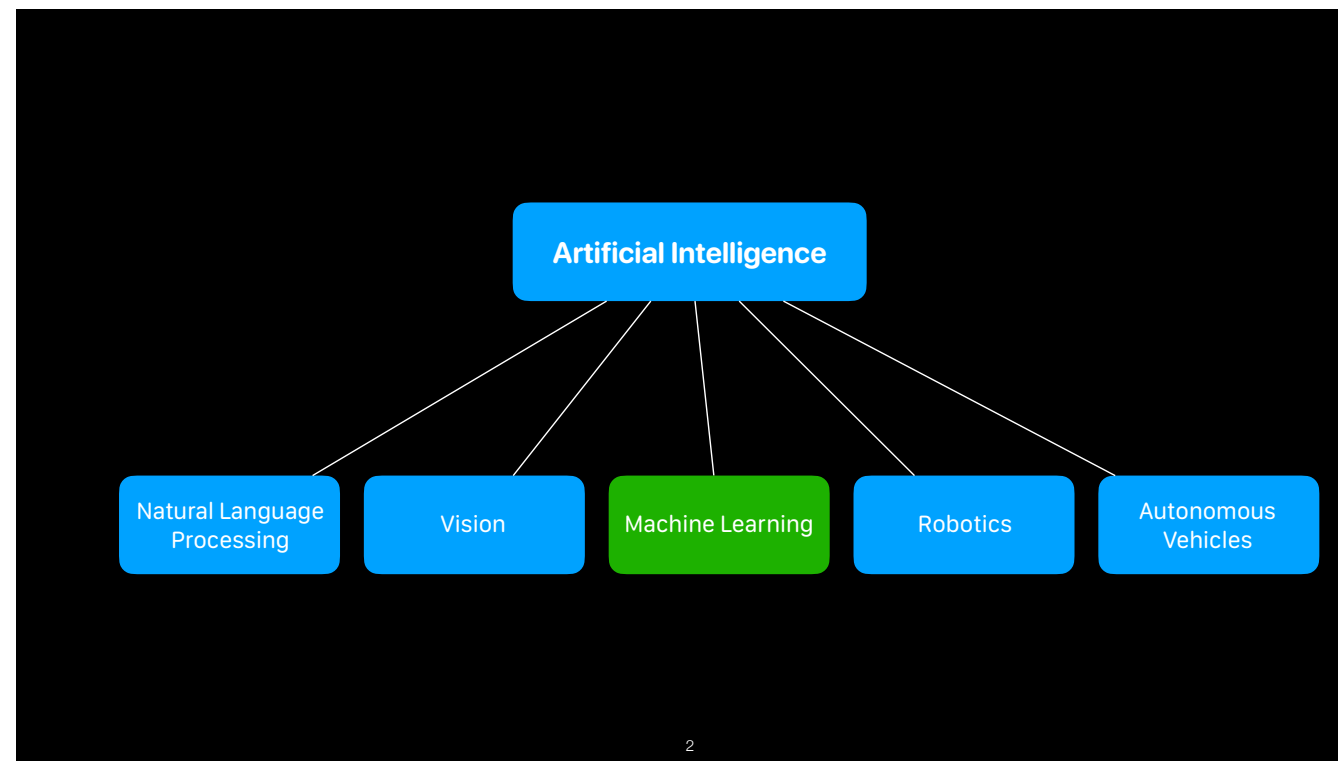 Artificial Intelligence
Natural Language
Processing
Vision
Machine Learning
Robotics
Autonomous
Vehicles
2